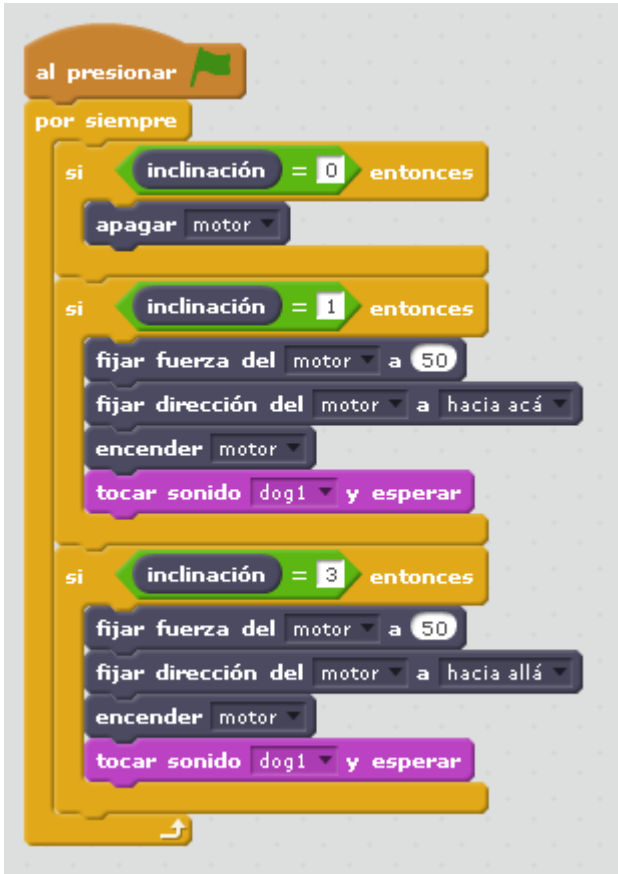 al presionar
por siempre
si inclinación = 0 entonces
apagar motor
si inclinación = 1 entonces
fijar fuerza del motor a 50
fijar dirección del motor a hacia acá
encender motor
tocar sonido dog1 y esperar
si inclinación = 3 entonces
fijar fuerza del motor a 50
fijar dirección del motor a hacia allá
encender motor
tocar sonido dog1 y esperar